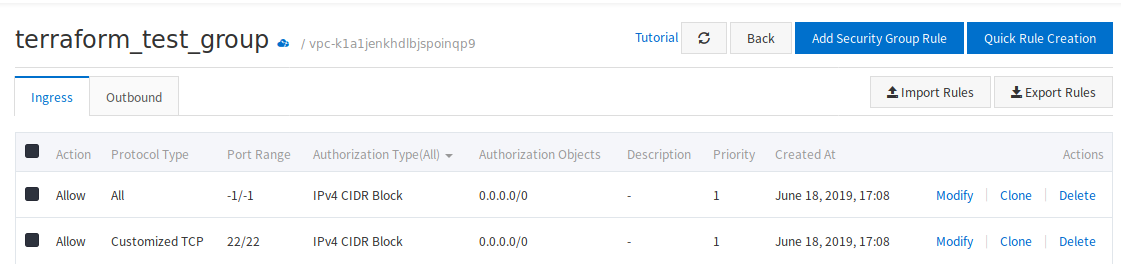 terraform_test_group / vpc-k1a1jenkhdlbjspoinqp9 Tutorial Back Add Security Group Rule Quick Rule Creation
Ingress Outbound Import Rules Export Rules
Action Protocol Type Port Range Authorization Type(All) Authorization Objects Description Priority Created At Actions
Allow All -1/-1 IPv4 CIDR Block 0.0.0.0/0 - 1 June 18, 2019, 17:08 Modify Clone Delete
Allow Customized TCP 22/22 IPv4 CIDR Block 0.0.0.0/0 - 1 June 18, 2019, 17:08 Modify Clone Delete